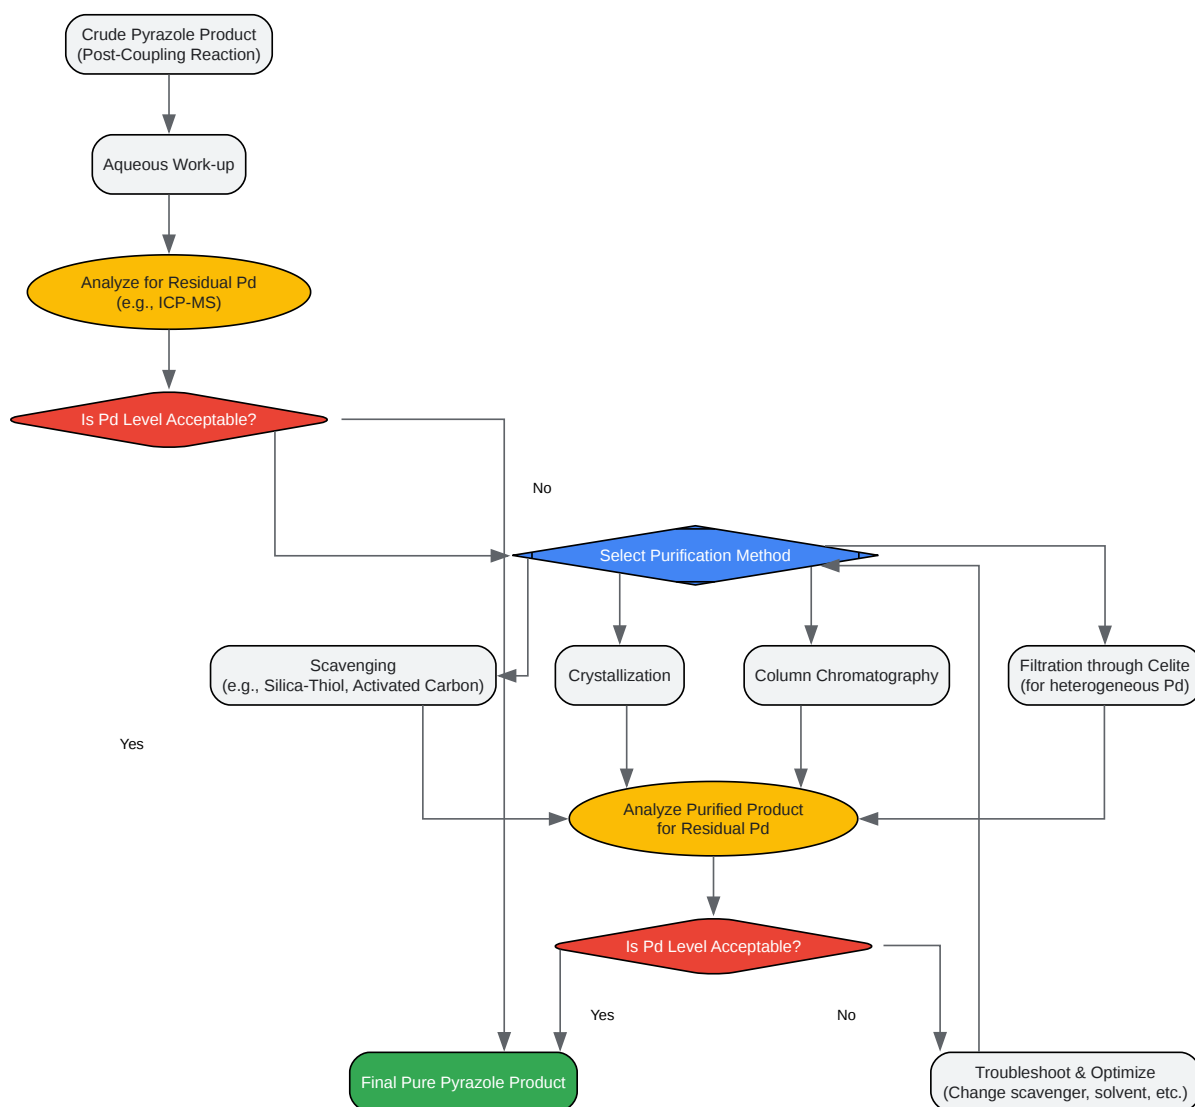 Crude Pyrazole Product
(Post-Coupling Reaction)
Aqueous Work-up
Analyze for Residual Pd
(e.g., ICP-MS)
Is Pd Level Acceptable?
No
Select Purification Method
Scavenging
(e.g., Silica-Thiol, Activated Carbon)
Crystallization
Column Chromatography
Filtration through Celite
(for heterogeneous Pd)
Yes
Analyze Purified Product
for Residual Pd
Is Pd Level Acceptable?
Yes
No
Final Pure Pyrazole Product
Troubleshoot & Optimize
(Change scavenger, solvent, etc.)